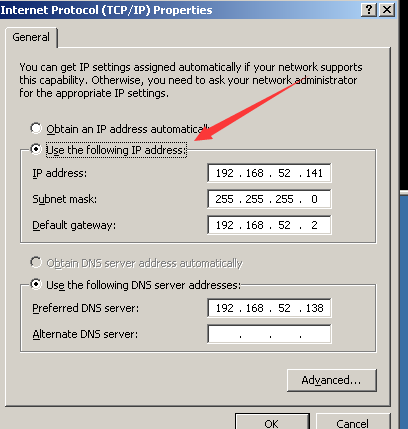 Internet Protocol (TCP/IP) Properties
General
You can get IP settings assigned automatically if your network supports
this capability. Otherwise, you need to ask your network administrator
for the appropriate IP settings.
Obtain an IP address automatically
Use the following IP address:
IP address: 192 . 168 . 52 . 141
Subnet mask: 255 . 255 . 255 . 0
Default gateway: 192 . 168 . 52 . 2
Obtain DNS server address automatically
Use the following DNS server addresses:
Preferred DNS server: 192 . 168 . 52 . 138
Alternate DNS server: . . .
Advanced...
OK Cancel